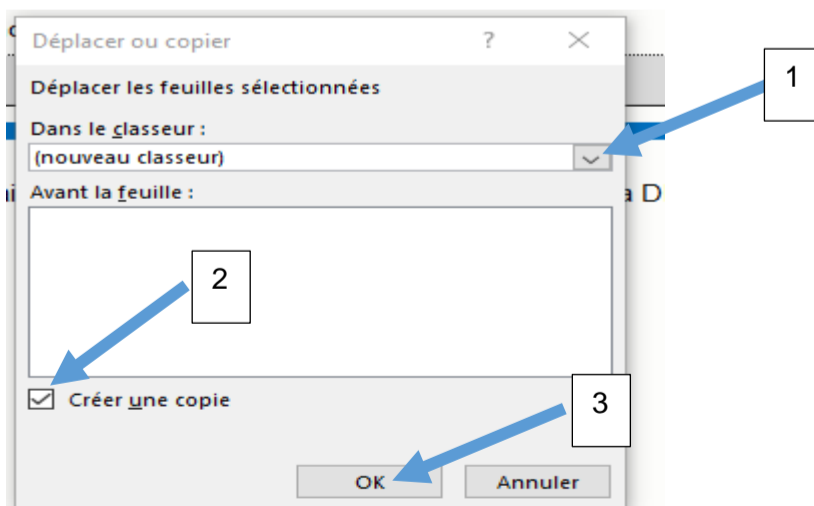 Déplacer ou copier ? ×
1
Déplacer les feuilles sélectionnées
Dans le classeur :
(nouveau classeur)
Avant la feuille :
a D
2
Créer une copie
3
OK Annuler